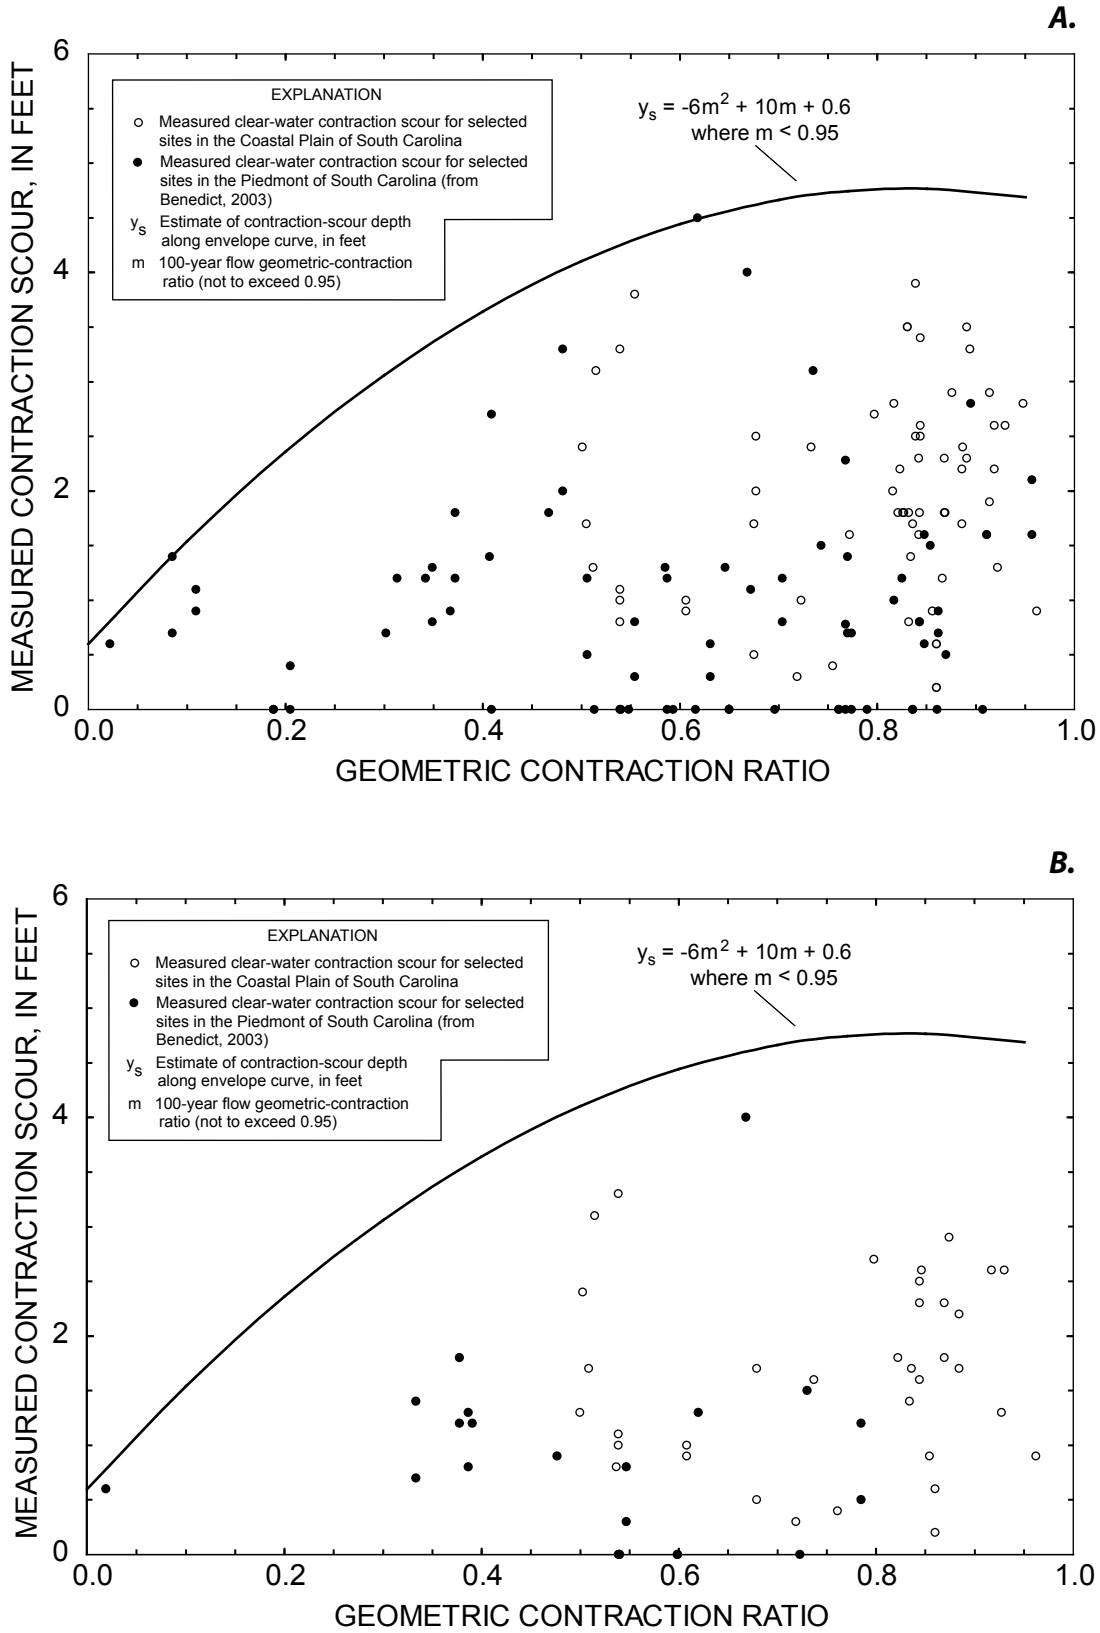 A.
6
4
2
0
MEASURED CONTRACTION SCOUR, IN FEET
EXPLANATION
Measured clear-water contraction scour for selected
sites in the Coastal Plain of South Carolina
Measured clear-water contraction scour for selected
sites in the Piedmont of South Carolina (from
Benedict, 2003)
ys Estimate of contraction-scour depth
along envelope curve, in feet
m 100-year flow geometric-contraction
ratio (not to exceed 0.95)
ys = -6m2 + 10m + 0.6
where m < 0.95
0.0 0.2 0.4 0.6 0.8 1.0
GEOMETRIC CONTRACTION RATIO
B.
6
4
2
0
MEASURED CONTRACTION SCOUR, IN FEET
EXPLANATION
Measured clear-water contraction scour for selected
sites in the Coastal Plain of South Carolina
Measured clear-water contraction scour for selected
sites in the Piedmont of South Carolina (from
Benedict, 2003)
ys Estimate of contraction-scour depth
along envelope curve, in feet
m 100-year flow geometric-contraction
ratio (not to exceed 0.95)
ys = -6m2 + 10m + 0.6
where m < 0.95
0.0 0.2 0.4 0.6 0.8 1.0
GEOMETRIC CONTRACTION RATIO